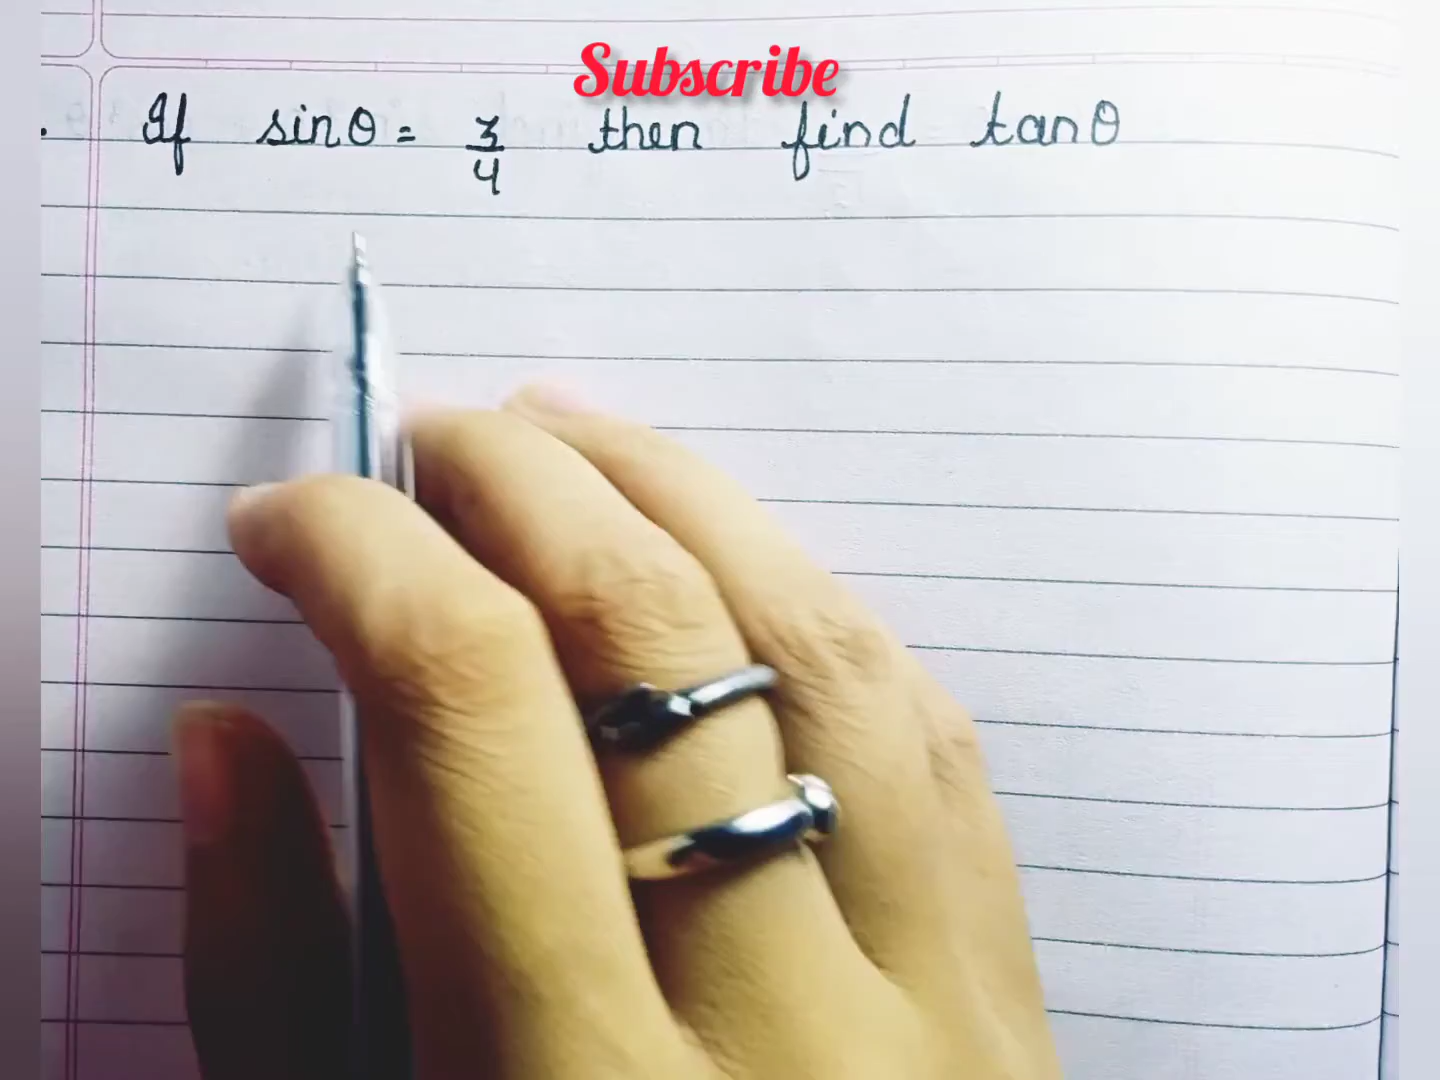 Subscribe
. If sinθ = 3/4 then find tanθ